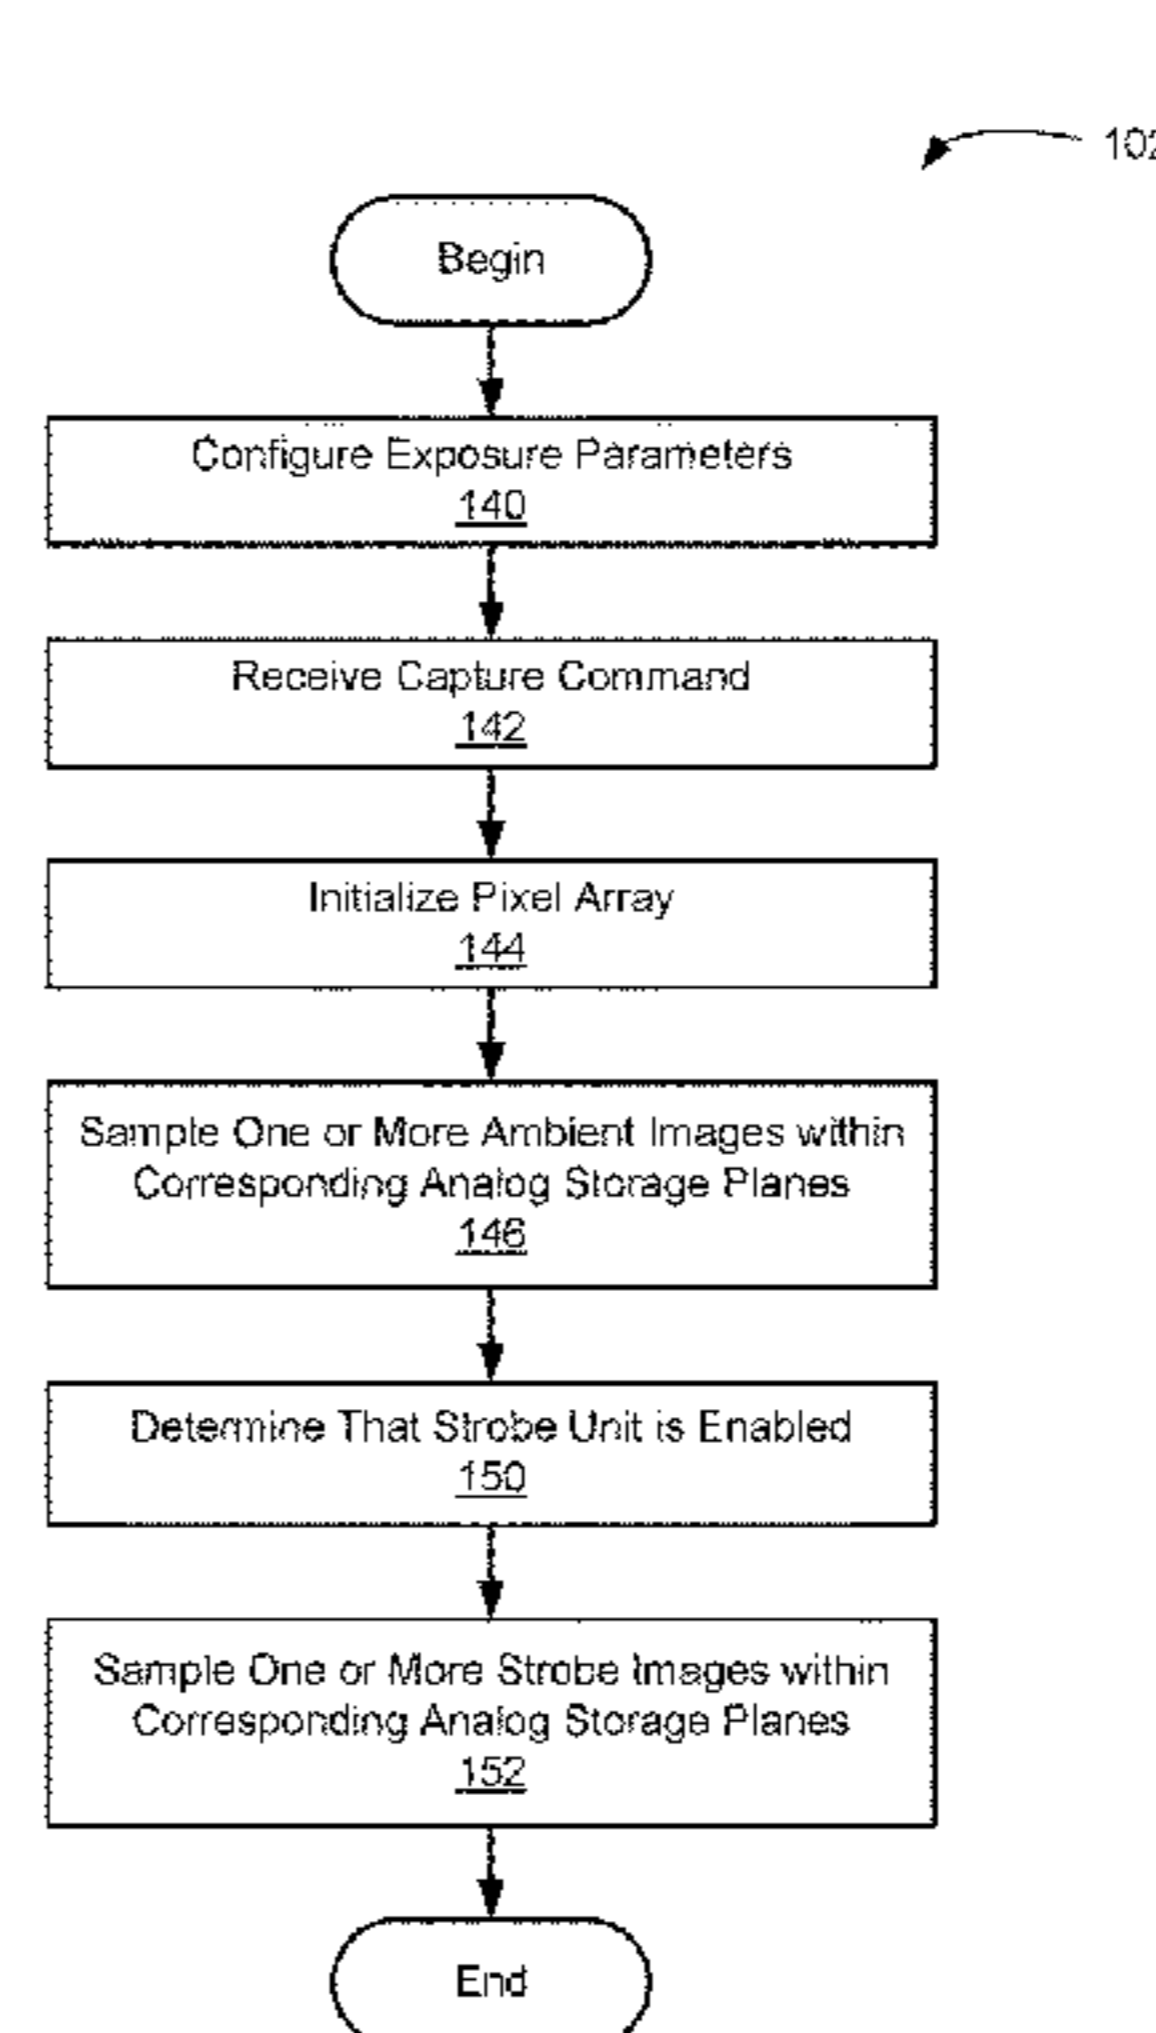 102
Begin
Configure Exposure Parameters
140
Receive Capture Command
142
Initialize Pixel Array
144
Sample One or More Ambient Images within
Corresponding Analog Storage Planes
146
Determine That Strobe Unit is Enabled
150
Sample One or More Strobe Images within
Corresponding Analog Storage Planes
152
End